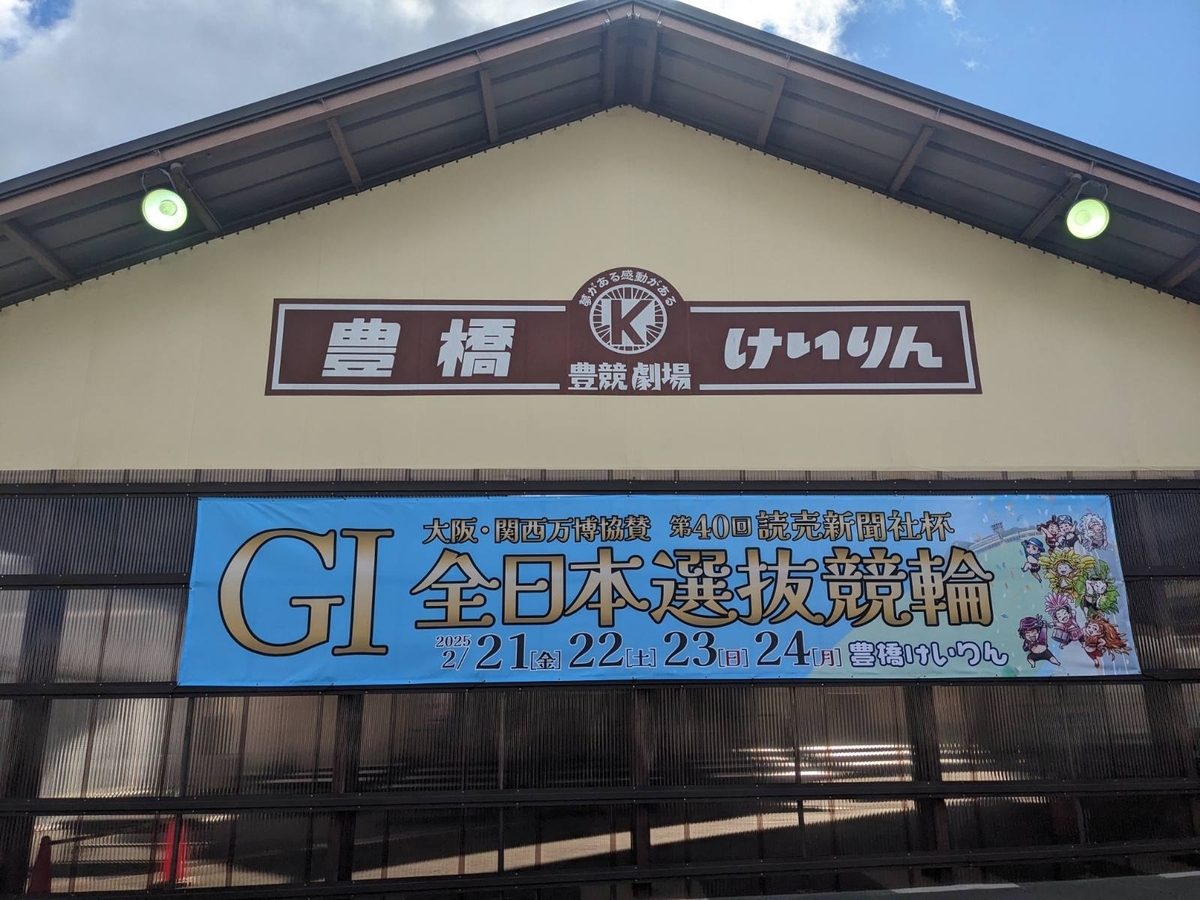 夢がある感動がある
K
豊橋 けいりん
豊競劇場
GI
大阪・関西万博協賛 第40回読売新聞社杯
全日本選抜競輪
2025
2/21[金]22[土]23[日]24[月] 豊橋けいりん